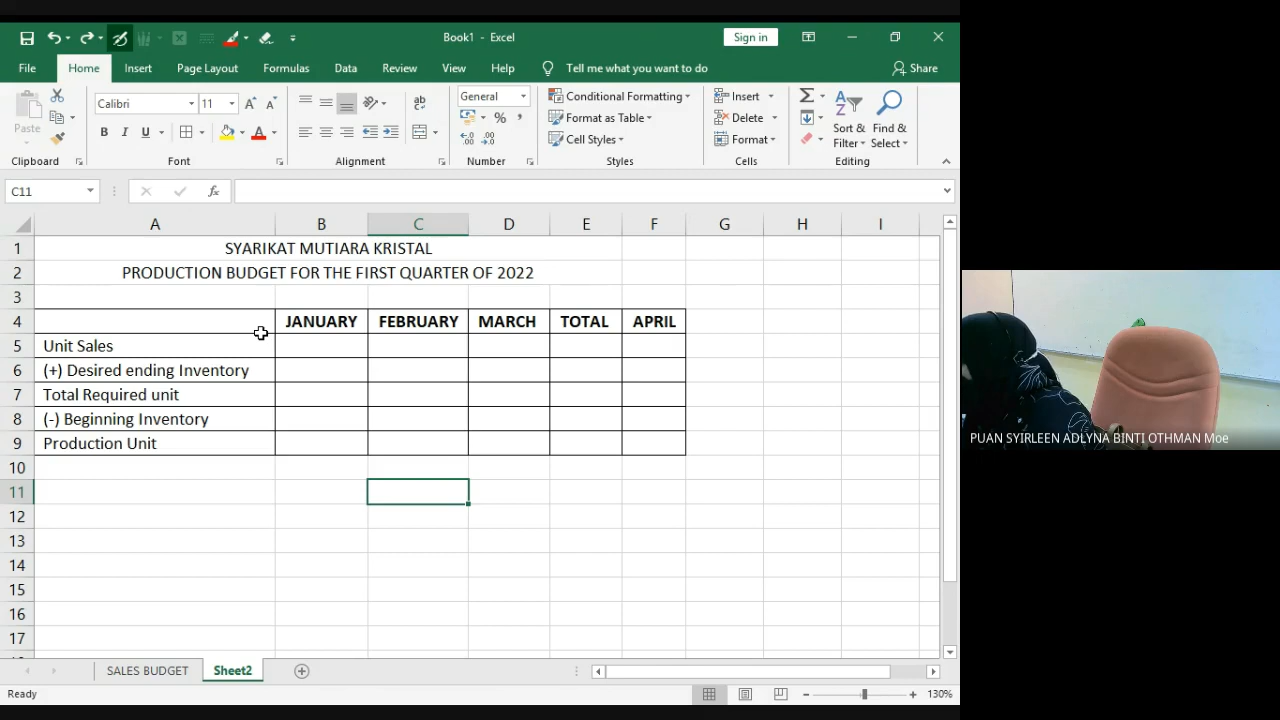 Book1 - Excel
Sign in
File Home Insert Page Layout Formulas Data Review View Help Tell me what you want to do Share
Paste
Calibri 11
General
Conditional Formatting
Format as Table
Cell Styles
Insert
Delete
Format
Sort & Filter
Find & Select
Clipboard Font Alignment Number Styles Cells Editing
C11 fx
A B C D E F G H I
1 SYARIKAT MUTIARA KRISTAL
2 PRODUCTION BUDGET FOR THE FIRST QUARTER OF 2022
3
4 JANUARY FEBRUARY MARCH TOTAL APRIL
5 Unit Sales
6 (+) Desired ending Inventory
7 Total Required unit
8 (-) Beginning Inventory
9 Production Unit
10
11
12
13
14
15
16
17
SALES BUDGET Sheet2
Ready 130%
PUAN SYIRLEEN ADLYNA BINTI OTHMAN Moe